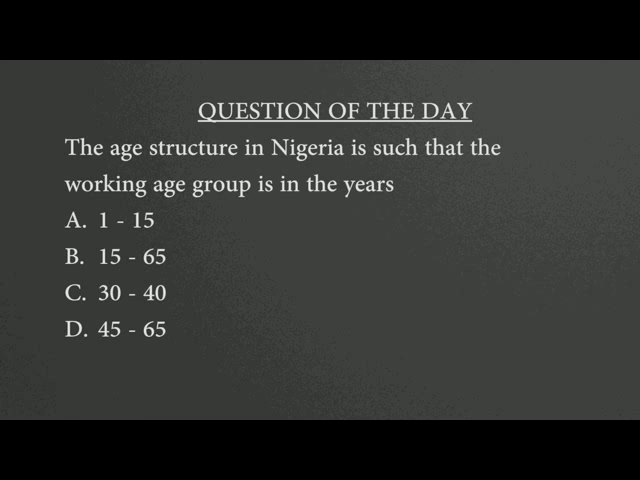 QUESTION OF THE DAY
The age structure in Nigeria is such that the
working age group is in the years
A. 1 - 15
B. 15 - 65
C. 30 - 40
D. 45 - 65